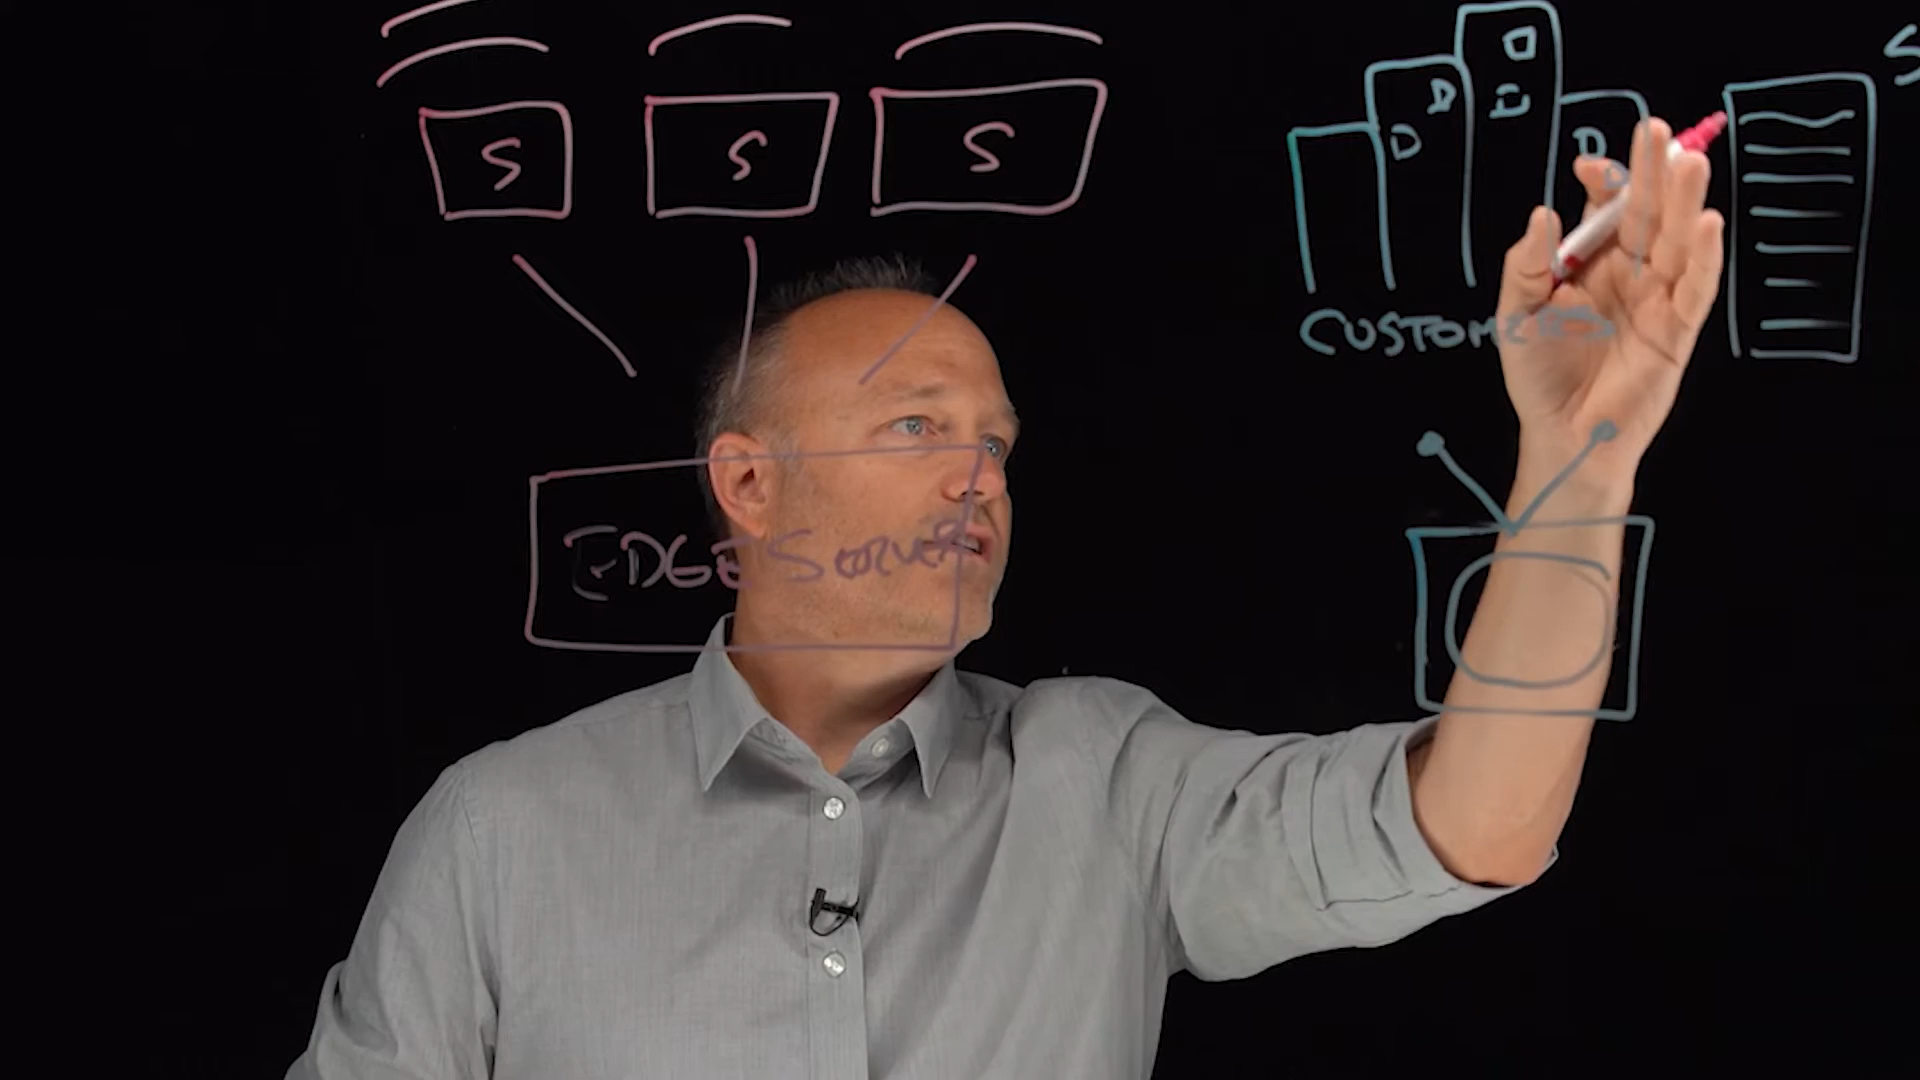 S S S
D D D D D
S
CUSTOMERS
EDGE SERVER